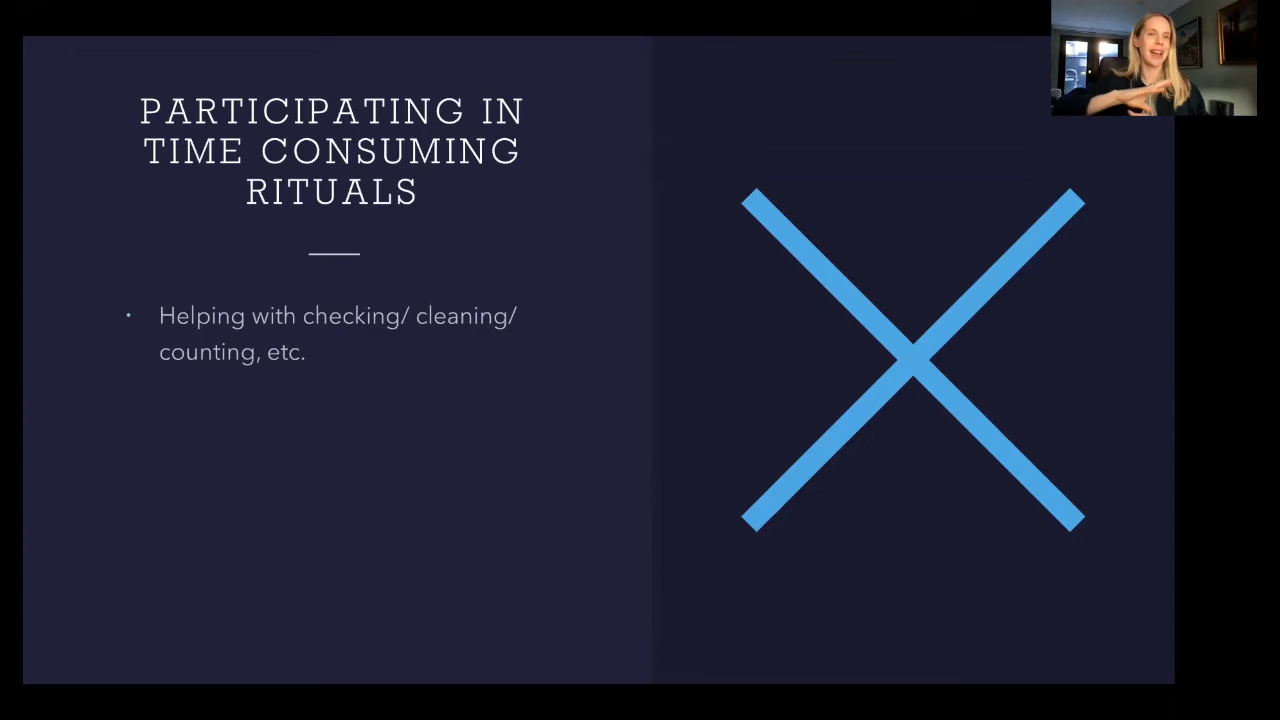 PARTICIPATING IN
TIME CONSUMING
RITUALS
• Helping with checking/ cleaning/
counting, etc.